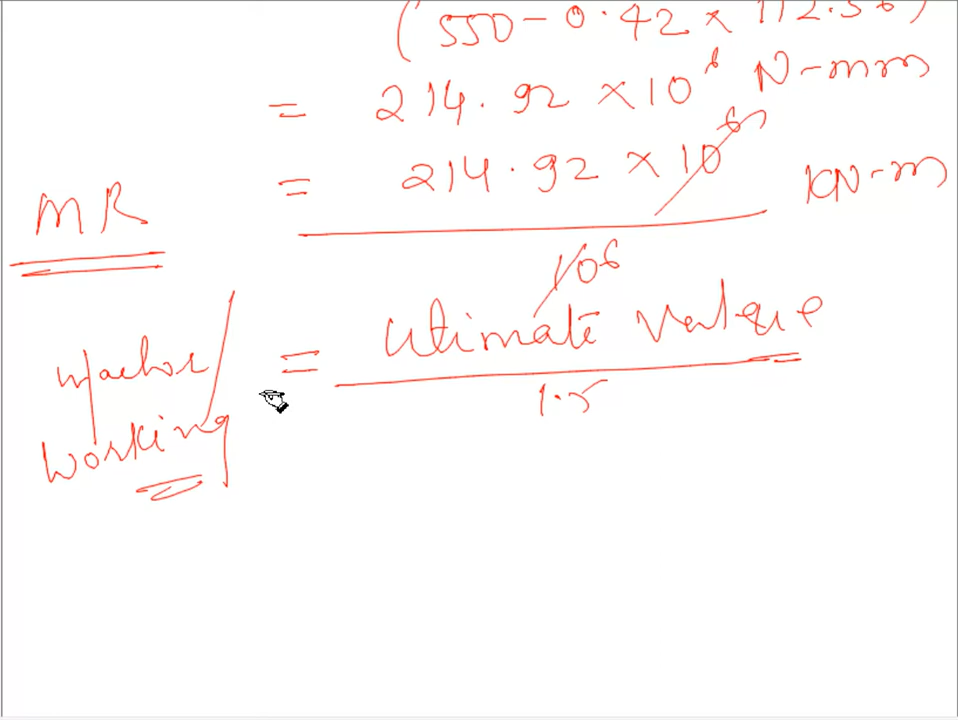 (550 - 0.42 × 112.56)
= 214.92 × 10⁶ N-mm
= 214.92 × 10⁶ kN-m
MR
10⁶
= Ultimate Value
working
1.5